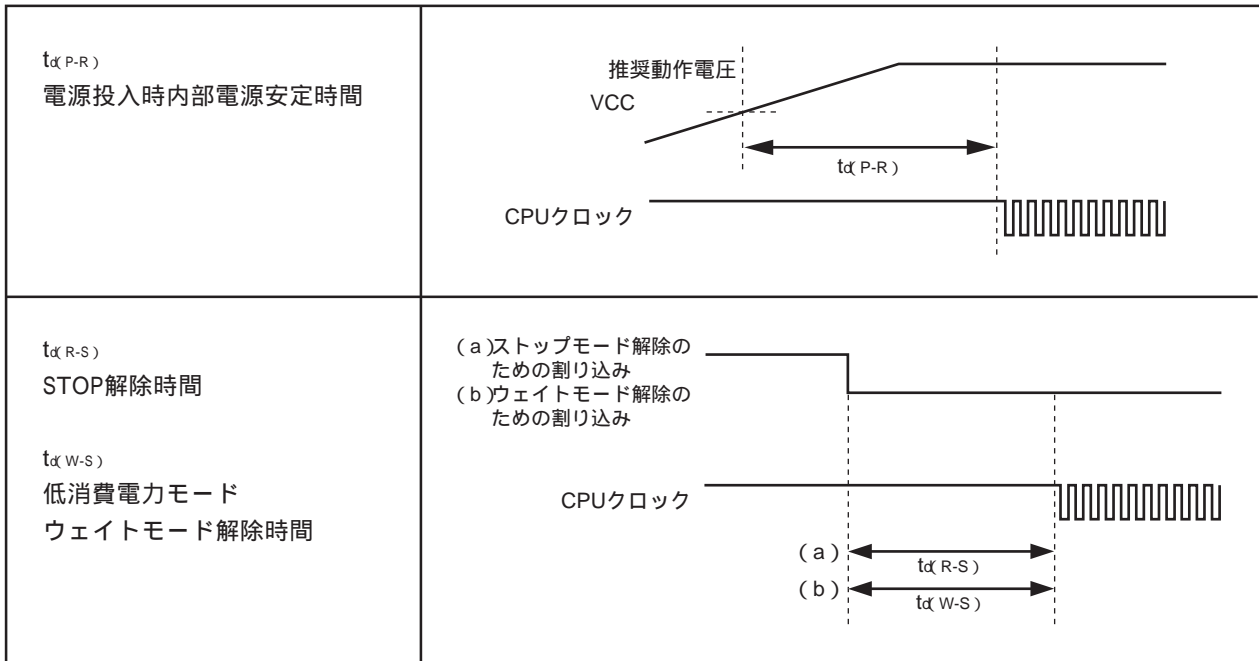 td(P-R)
電源投入時内部電源安定時間
推奨動作電圧
VCC
td(P-R)
CPUクロック
td(R-S)
STOP解除時間
td(W-S)
低消費電力モード
ウェイトモード解除時間
(a)ストップモード解除の
ための割り込み
(b)ウェイトモード解除の
ための割り込み
CPUクロック
(a)
td(R-S)
(b)
td(W-S)